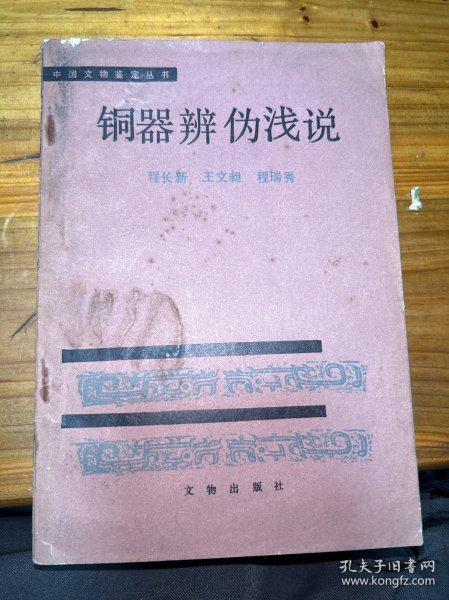 中国文物鉴定丛书
铜器辨伪浅说
程长新 王文昶 程瑞秀
文物出版社
孔夫子旧书网
www.kongfz.com